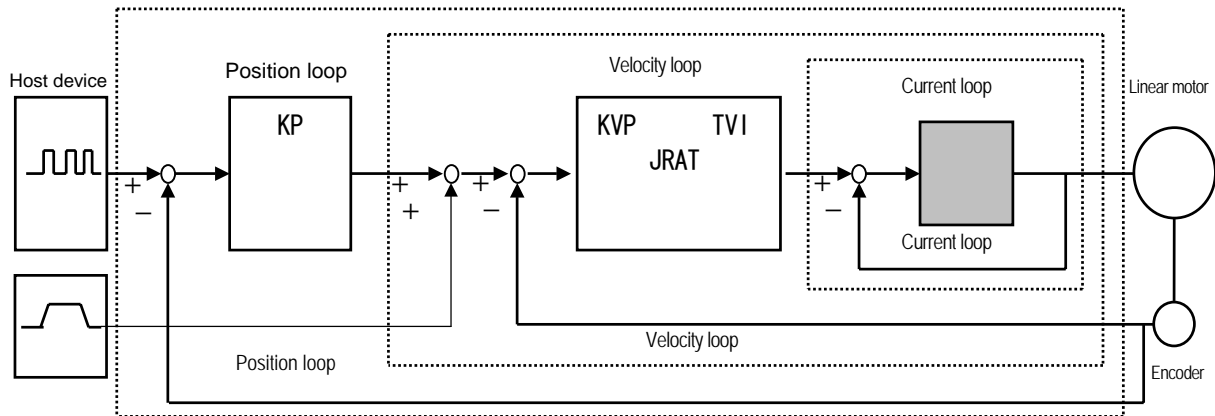 Host device
Position loop
Velocity loop
Current loop
Linear motor
KP
KVP TVI
JRAT
+
−
+
+
+
−
+
−
Current loop
Velocity loop
Position loop
Encoder